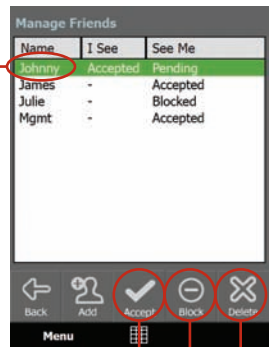 Manage Friends
Name I See See Me
Johnny Accepted Pending
James - Accepted
Julie - Blocked
Mgmt - Accepted
Back Add Accept Block Delete
Menu